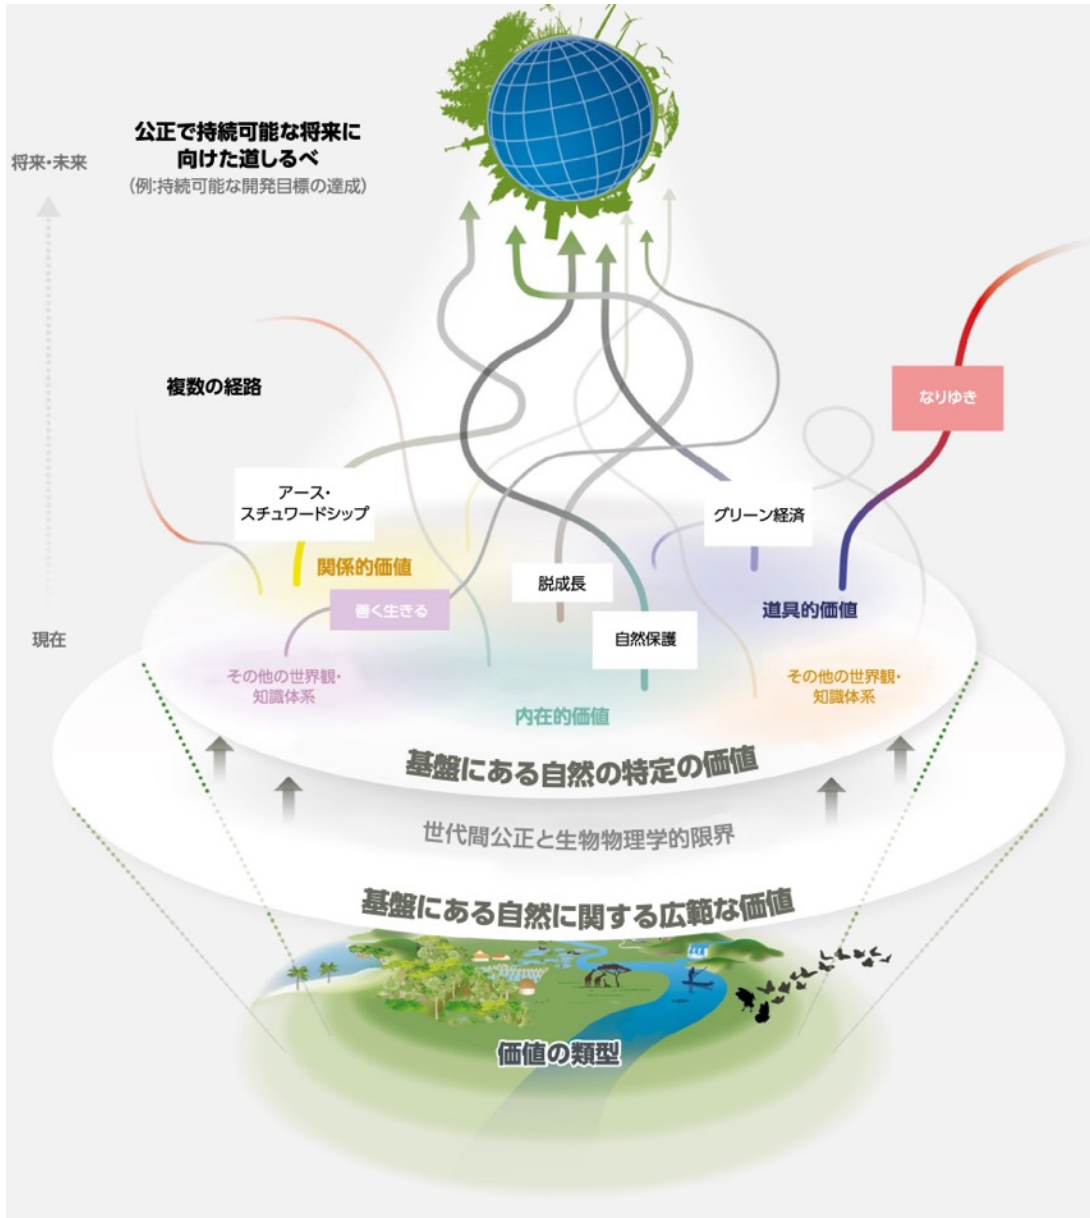 公正で持続可能な将来に
向けた道しるべ
(例:持続可能な開発目標の達成)
将来・未来
複数の経路
なりゆき
アース・
スチュワードシップ
グリーン経済
関係的価値
脱成長
善く生きる
道具的価値
自然保護
現在
その他の世界観・
知識体系
その他の世界観・
知識体系
内在的価値
基盤にある自然の特定の価値
世代間公正と生物物理学的限界
基盤にある自然に関する広範な価値
価値の類型